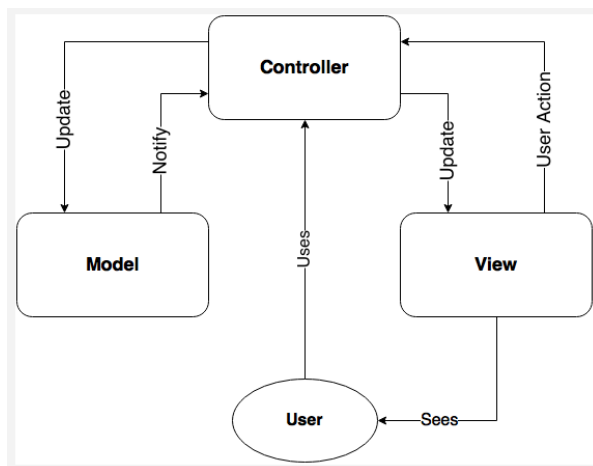 Controller
Update
Notify
Uses
Update
User Action
Model
View
User
Sees